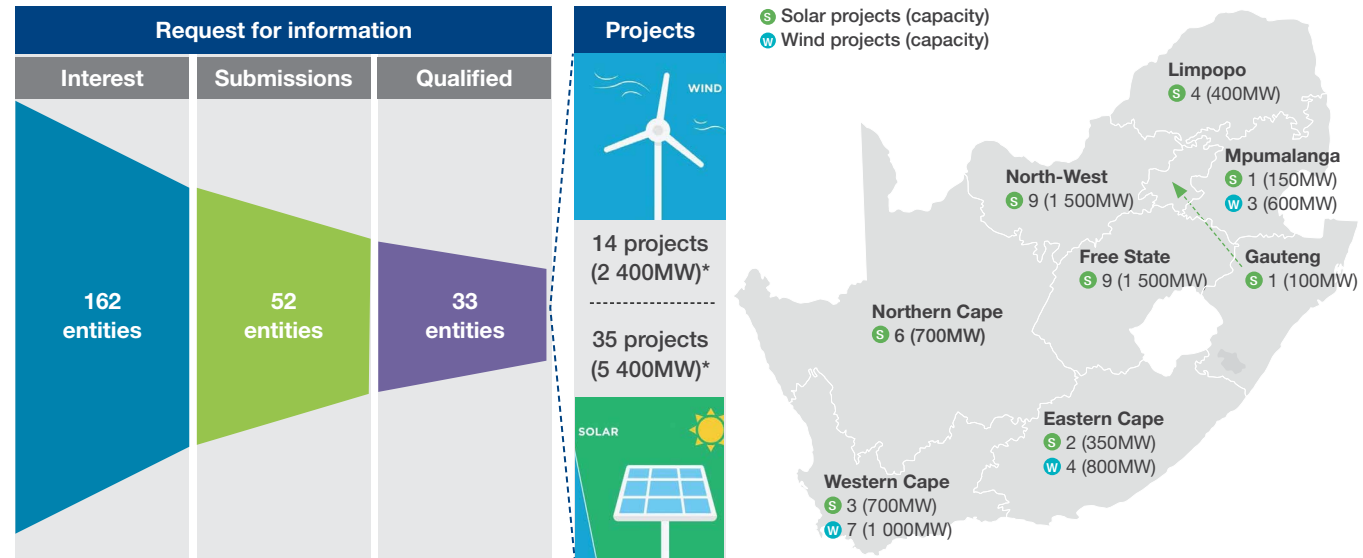 Request for information
Interest
Submissions
Qualified
162
entities
52
entities
33
entities
Projects
WIND
14 projects
(2 400MW)*
35 projects
(5 400MW)*
SOLAR
S Solar projects (capacity)
W Wind projects (capacity)
Limpopo
S 4 (400MW)
Mpumalanga
S 1 (150MW)
W 3 (600MW)
North-West
S 9 (1 500MW)
Free State
S 9 (1 500MW)
Gauteng
S 1 (100MW)
Northern Cape
S 6 (700MW)
Eastern Cape
S 2 (350MW)
W 4 (800MW)
Western Cape
S 3 (700MW)
W 7 (1 000MW)